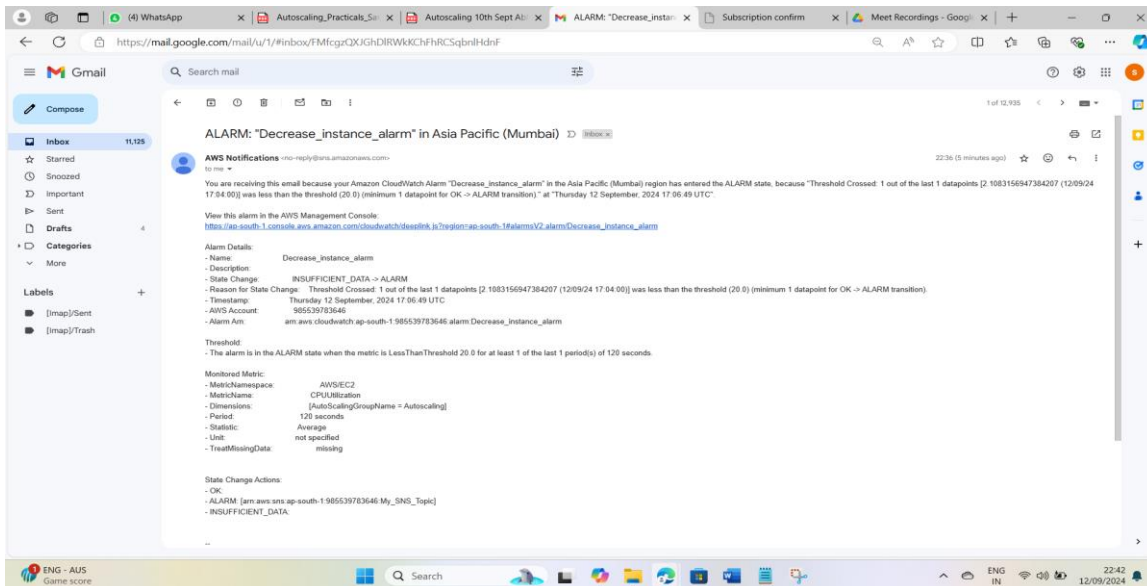 (4) WhatsApp
Autoscaling_Practicals_Sa
Autoscaling 10th Sept Ab
ALARM: "Decrease_instan
Subscription confirm
Meet Recordings - Googl
https://mail.google.com/mail/u/1/#inbox/FMfcgzQXJGhDlRWkKChFhRCSqbnlHdnF
Gmail
Search mail
Compose
1 of 12,935
Inbox 11,125
Starred
Snoozed
Important
Sent
Drafts 4
Categories
More
Labels
[Imap]/Sent
[Imap]/Trash
ALARM: "Decrease_instance_alarm" in Asia Pacific (Mumbai) Inbox x
AWS Notifications <no-reply@sns.amazonaws.com> 22:36 (5 minutes ago)
to me
You are receiving this email because your Amazon CloudWatch Alarm "Decrease_instance_alarm" in the Asia Pacific (Mumbai) region has entered the ALARM state, because "Threshold Crossed: 1 out of the last 1 datapoints [2.1083156947384207 (12/09/24
17:04:00)] was less than the threshold (20.0) (minimum 1 datapoint for OK -> ALARM transition)." at "Thursday 12 September, 2024 17:06:49 UTC".
View this alarm in the AWS Management Console:
https://ap-south-1.console.aws.amazon.com/cloudwatch/deeplink.js?region=ap-south-1#alarmsV2:alarm/Decrease_instance_alarm
Alarm Details:
- Name: Decrease_instance_alarm
- Description:
- State Change: INSUFFICIENT_DATA -> ALARM
- Reason for State Change: Threshold Crossed: 1 out of the last 1 datapoints [2.1083156947384207 (12/09/24 17:04:00)] was less than the threshold (20.0) (minimum 1 datapoint for OK -> ALARM transition).
- Timestamp: Thursday 12 September, 2024 17:06:49 UTC
- AWS Account: 985539783646
- Alarm Arn: arn:aws:cloudwatch:ap-south-1:985539783646:alarm:Decrease_instance_alarm
Threshold:
- The alarm is in the ALARM state when the metric is LessThanThreshold 20.0 for at least 1 of the last 1 period(s) of 120 seconds.
Monitored Metric:
- MetricNamespace: AWS/EC2
- MetricName: CPUUtilization
- Dimensions: [AutoScalingGroupName = Autoscaling]
- Period: 120 seconds
- Statistic: Average
- Unit: not specified
- TreatMissingData: missing
State Change Actions:
- OK:
- ALARM: [arn:aws:sns:ap-south-1:985539783646:My_SNS_Topic]
- INSUFFICIENT_DATA:
--
ENG - AUS
Game score
Search
ENG
IN
22:42
12/09/2024